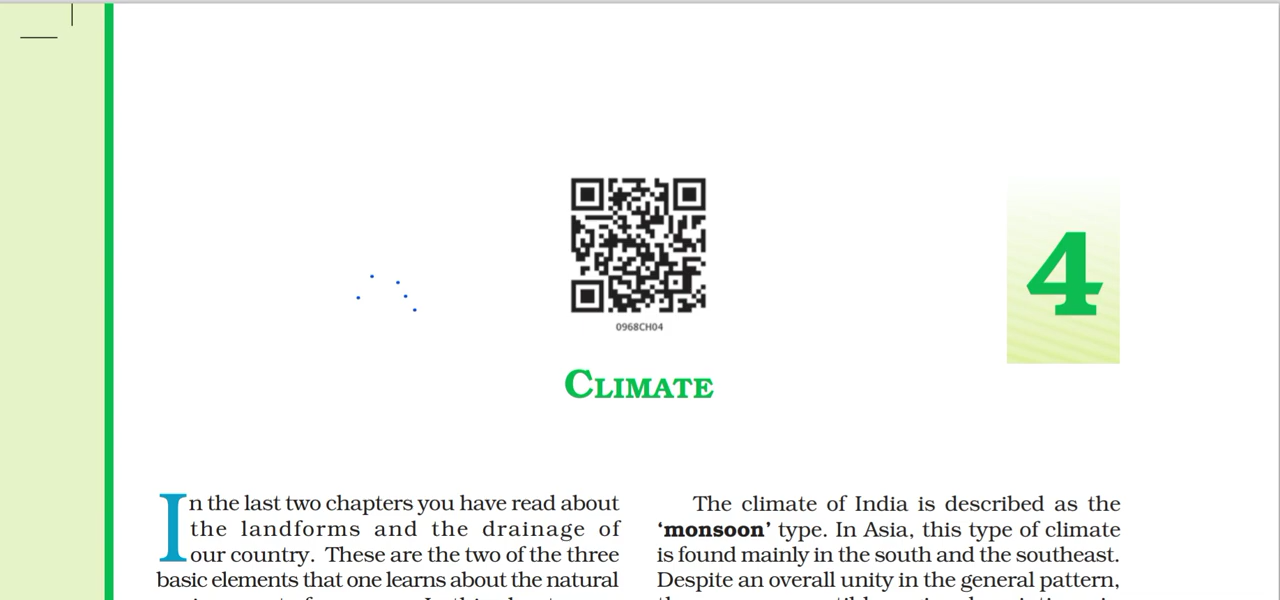 0968CH04
4
CLIMATE
In the last two chapters you have read about
the landforms and the drainage of
our country. These are the two of the three
basic elements that one learns about the natural
The climate of India is described as the
‘monsoon’ type. In Asia, this type of climate
is found mainly in the south and the southeast.
Despite an overall unity in the general pattern,